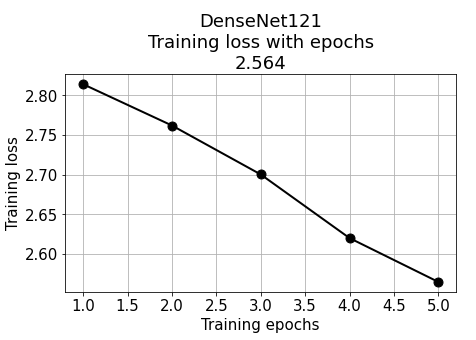 DenseNet121
Training loss with epochs
2.564
2.80
2.75
2.70
2.65
2.60
Training loss
1.0 1.5 2.0 2.5 3.0 3.5 4.0 4.5 5.0
Training epochs